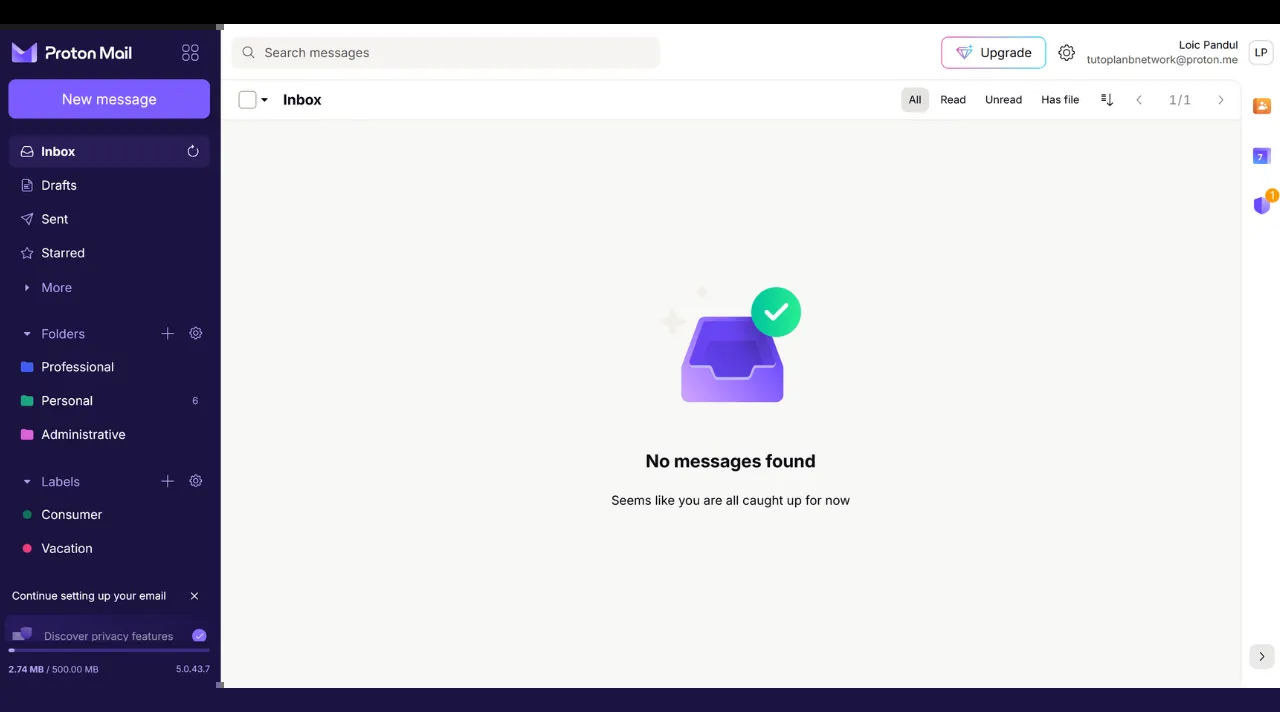 Proton Mail
New message
Inbox
Drafts
Sent
Starred
More
Folders
Professional
Personal 6
Administrative
Labels
Consumer
Vacation
Continue setting up your email
Discover privacy features
2.74 MB / 500.00 MB 5.0.43.7
Search messages
Upgrade
Loic Pandul
tutoplanbnetwork@proton.me
LP
Inbox
All Read Unread Has file 1/1
No messages found
Seems like you are all caught up for now
7
1